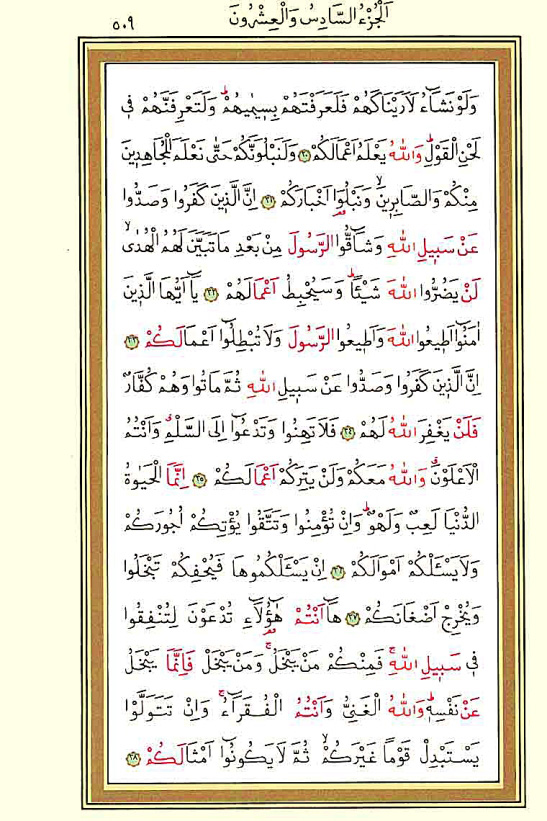 اَلْجُزْءُ السَّادِسُ وَالْعِشْرُونَ
٥٠٩
وَلَوْ نَشَٓاءُ لَاَرَيْنَاكَهُمْ فَلَعَرَفْتَهُمْ بِسِيمٰيهُمْۜ وَلَتَعْرِفَنَّهُمْ ف۪ي
لَحْنِ الْقَوْلِۜ وَاللّٰهُ يَعْلَمُ اَعْمَالَكُمْ ﴿٣٠﴾ وَلَنَبْلُوَنَّكُمْ حَتّٰى نَعْلَمَ الْمُجَاهِد۪ينَ
مِنْكُمْ وَالصَّابِر۪ينَۙ وَنَبْلُوَ۬ا اَخْبَارَكُمْ ﴿٣١﴾ اِنَّ الَّذ۪ينَ كَفَرُوا وَصَدُّوا
عَنْ سَب۪يلِ اللّٰهِ وَشَٓاقُّوا الرَّسُولَ مِنْ بَعْدِ مَا تَبَيَّنَ لَهُمُ الْهُدٰىۙ
لَنْ يَضُرُّوا اللّٰهَ شَيْـًٔاۜ وَسَيُحْبِطُ اَعْمَالَهُمْ ﴿٣٢﴾ يَٓا اَيُّهَا الَّذ۪ينَ
اٰمَنُٓوا اَط۪يعُوا اللّٰهَ وَاَط۪يعُوا الرَّسُولَ وَلَا تُبْطِلُٓوا اَعْمَالَكُمْ ﴿٣٣﴾
اِنَّ الَّذ۪ينَ كَفَرُوا وَصَدُّوا عَنْ سَب۪يلِ اللّٰهِ ثُمَّ مَاتُوا وَهُمْ كُفَّارٌ
فَلَنْ يَغْفِرَ اللّٰهُ لَهُمْ ﴿٣٤﴾ فَلَا تَهِنُوا وَتَدْعُٓوا اِلَى السَّلْمِۗ وَاَنْتُمُ
الْاَعْلَوْنَۗ وَاللّٰهُ مَعَكُمْ وَلَنْ يَتِرَكُمْ اَعْمَالَكُمْ ﴿٣٥﴾ اِنَّمَا الْحَيٰوةُ
الدُّنْيَا لَعِبٌ وَلَهْوٌۜ وَاِنْ تُؤْمِنُوا وَتَتَّقُوا يُؤْتِكُمْ اُجُورَكُمْ
وَلَا يَسْـَٔلْكُمْ اَمْوَالَكُمْ ﴿٣٦﴾ اِنْ يَسْـَٔلْكُمُوهَا فَيُحْفِكُمْ تَبْخَلُوا
وَيُخْرِجْ اَضْغَانَكُمْ ﴿٣٧﴾ هَٓا اَنْتُمْ هٰٓؤُ۬لَٓاءِ تُدْعَوْنَ لِتُنْفِقُوا
ف۪ي سَب۪يلِ اللّٰهِۚ فَمِنْكُمْ مَنْ يَبْخَلُۚ وَمَنْ يَبْخَلْ فَاِنَّمَا يَبْخَلُ
عَنْ نَفْسِه۪ۜ وَاللّٰهُ الْغَنِيُّ وَاَنْتُمُ الْفُقَرَٓاءُۚ وَاِنْ تَتَوَلَّوْا
يَسْتَبْدِلْ قَوْمًا غَيْرَكُمْۙ ثُمَّ لَا يَكُونُٓوا اَمْثَالَكُمْ ﴿٣٨﴾